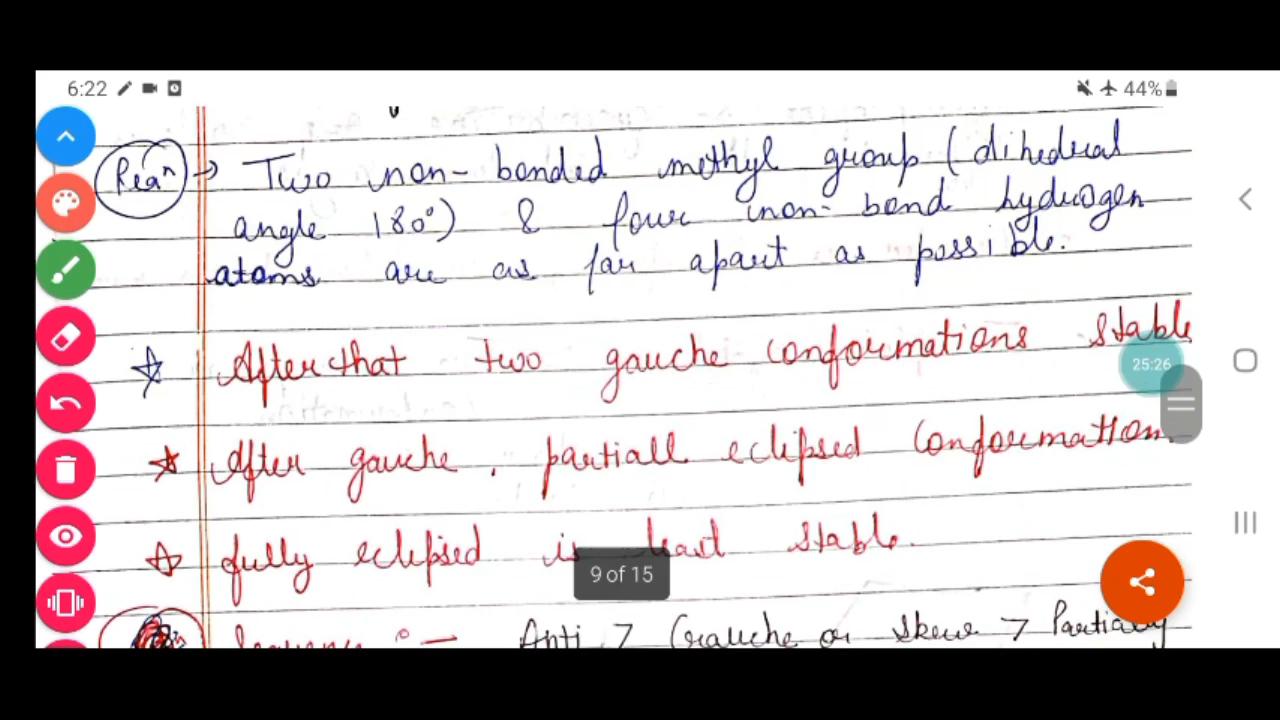 6:22
44%
Rean → Two non-bonded methyl group (dihedral
angle 180°) & four non-bond hydrogen
atoms are as far apart as possible.
After that two gauche conformations stable
25:26
After gauche, partiall eclipsed conformation
fully eclipsed is least stable.
9 of 15
Sequence :- Anti > Gauche or skew > Partially